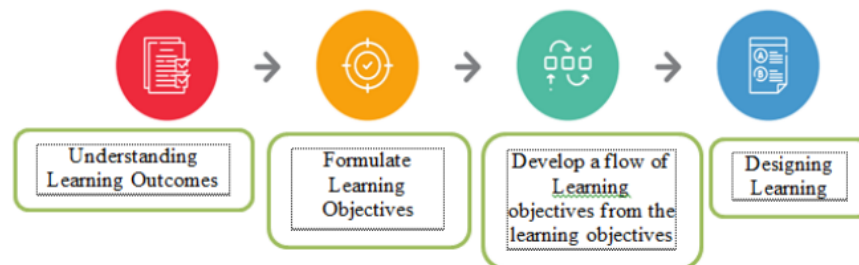 Understanding
Learning Outcomes
Formulate
Learning
Objectives
Develop a flow of
Learning
objectives from the
learning objectives
Designing
Learning
A
B